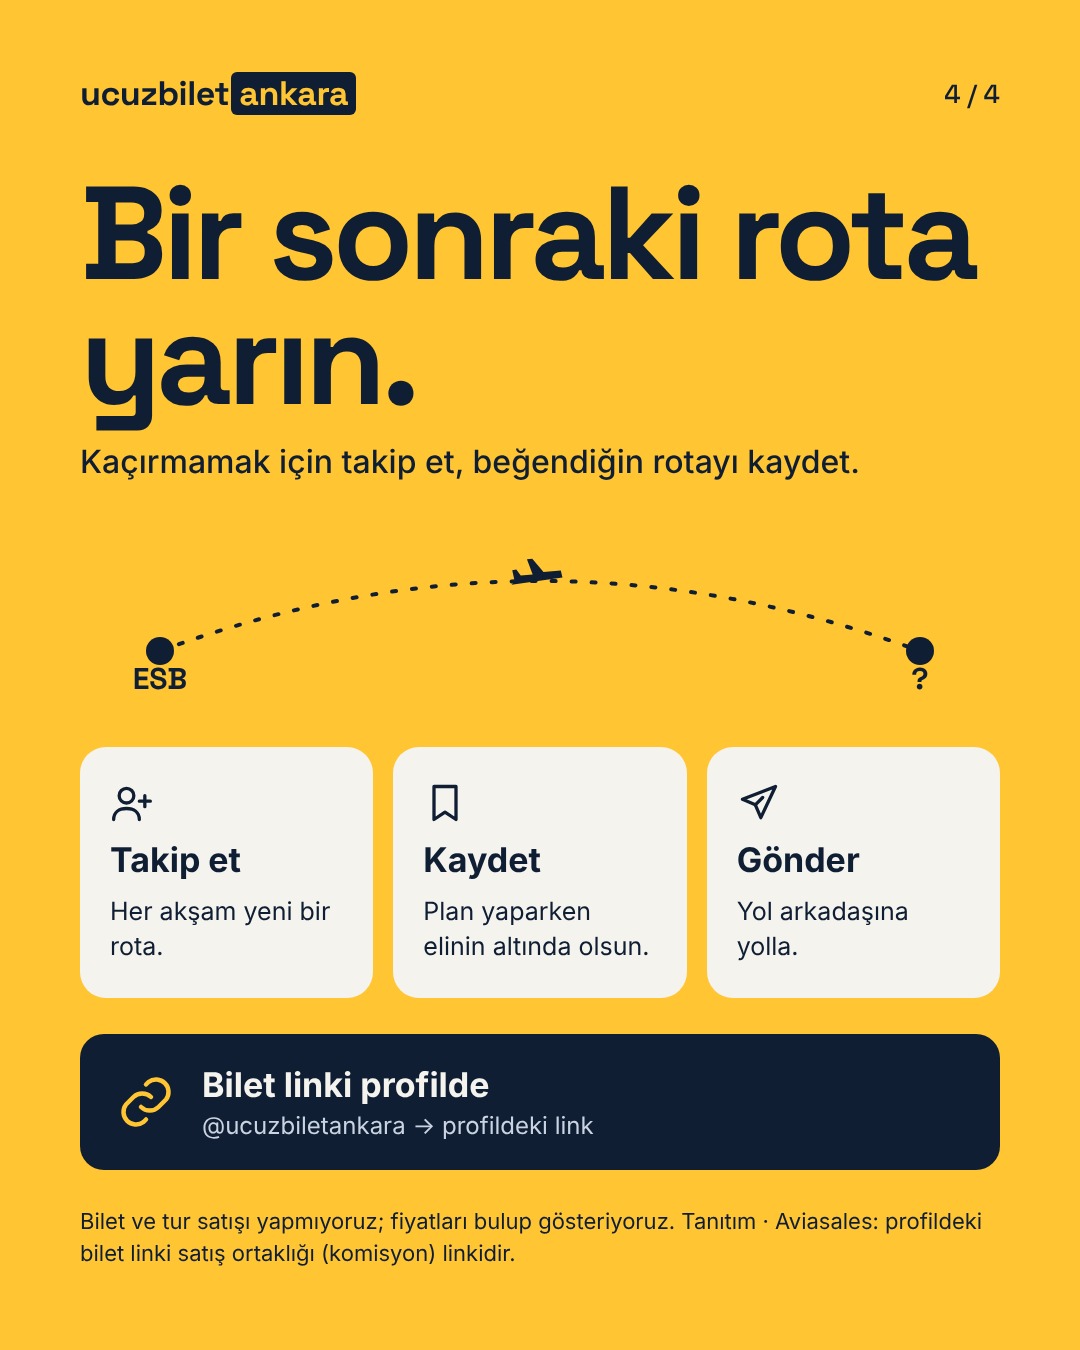 ucuzbilet ankara
4 / 4
Bir sonraki rota
yarın.
Kaçırmamak için takip et, beğendiğin rotayı kaydet.
ESB
?
Takip et
Her akşam yeni bir
rota.
Kaydet
Plan yaparken
elinin altında olsun.
Gönder
Yol arkadaşına
yolla.
Bilet linki profilde
@ucuzbiletankara → profildeki link
Bilet ve tur satışı yapmıyoruz; fiyatları bulup gösteriyoruz. Tanıtım · Aviasales: profildeki
bilet linki satış ortaklığı (komisyon) linkidir.